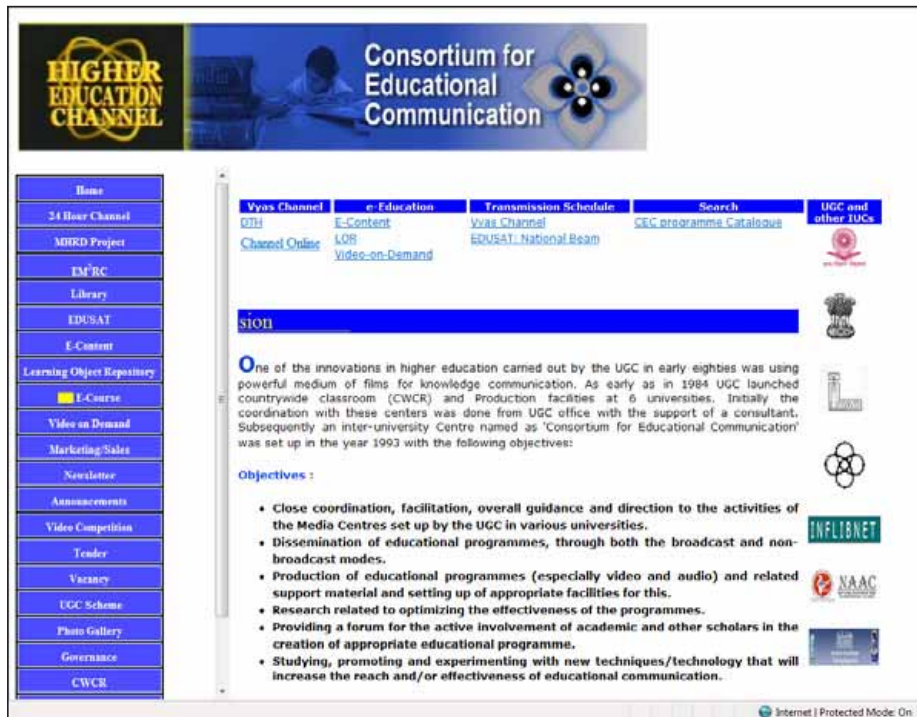 HIGHER
EDUCATION
CHANNEL
Consortium for
Educational
Communication
Home
24 Hour Channel
MHRD Project
EM²RC
Library
EDUSAT
E-Content
Learning Object Repository
E-Course
Video on Demand
Marketing/Sales
Newsletter
Announcements
Video Competition
Tender
Vacancy
UGC Scheme
Photo Gallery
Governance
CWCR
Vyas Channel e-Education Transmission Schedule Search
DTH E-Content Vyas Channel CEC programme Catalogue
Channel Online LOR EDUSAT: National Beam
Video-on-Demand
UGC and
other IUCs
sion
One of the innovations in higher education carried out by the UGC in early eighties was using
powerful medium of films for knowledge communication. As early as in 1984 UGC launched
countrywide classroom (CWCR) and Production facilities at 6 universities. Initially the
coordination with these centers was done from UGC office with the support of a consultant.
Subsequently an inter-university Centre named as 'Consortium for Educational Communication'
was set up in the year 1993 with the following objectives:
Objectives :
• Close coordination, facilitation, overall guidance and direction to the activities of
the Media Centres set up by the UGC in various universities.
• Dissemination of educational programmes, through both the broadcast and non-
broadcast modes.
• Production of educational programmes (especially video and audio) and related
support material and setting up of appropriate facilities for this.
• Research related to optimizing the effectiveness of the programmes.
• Providing a forum for the active involvement of academic and other scholars in the
creation of appropriate educational programme.
• Studying, promoting and experimenting with new techniques/technology that will
increase the reach and/or effectiveness of educational communication.
INFLIBNET
NAAC
Internet | Protected Mode: On